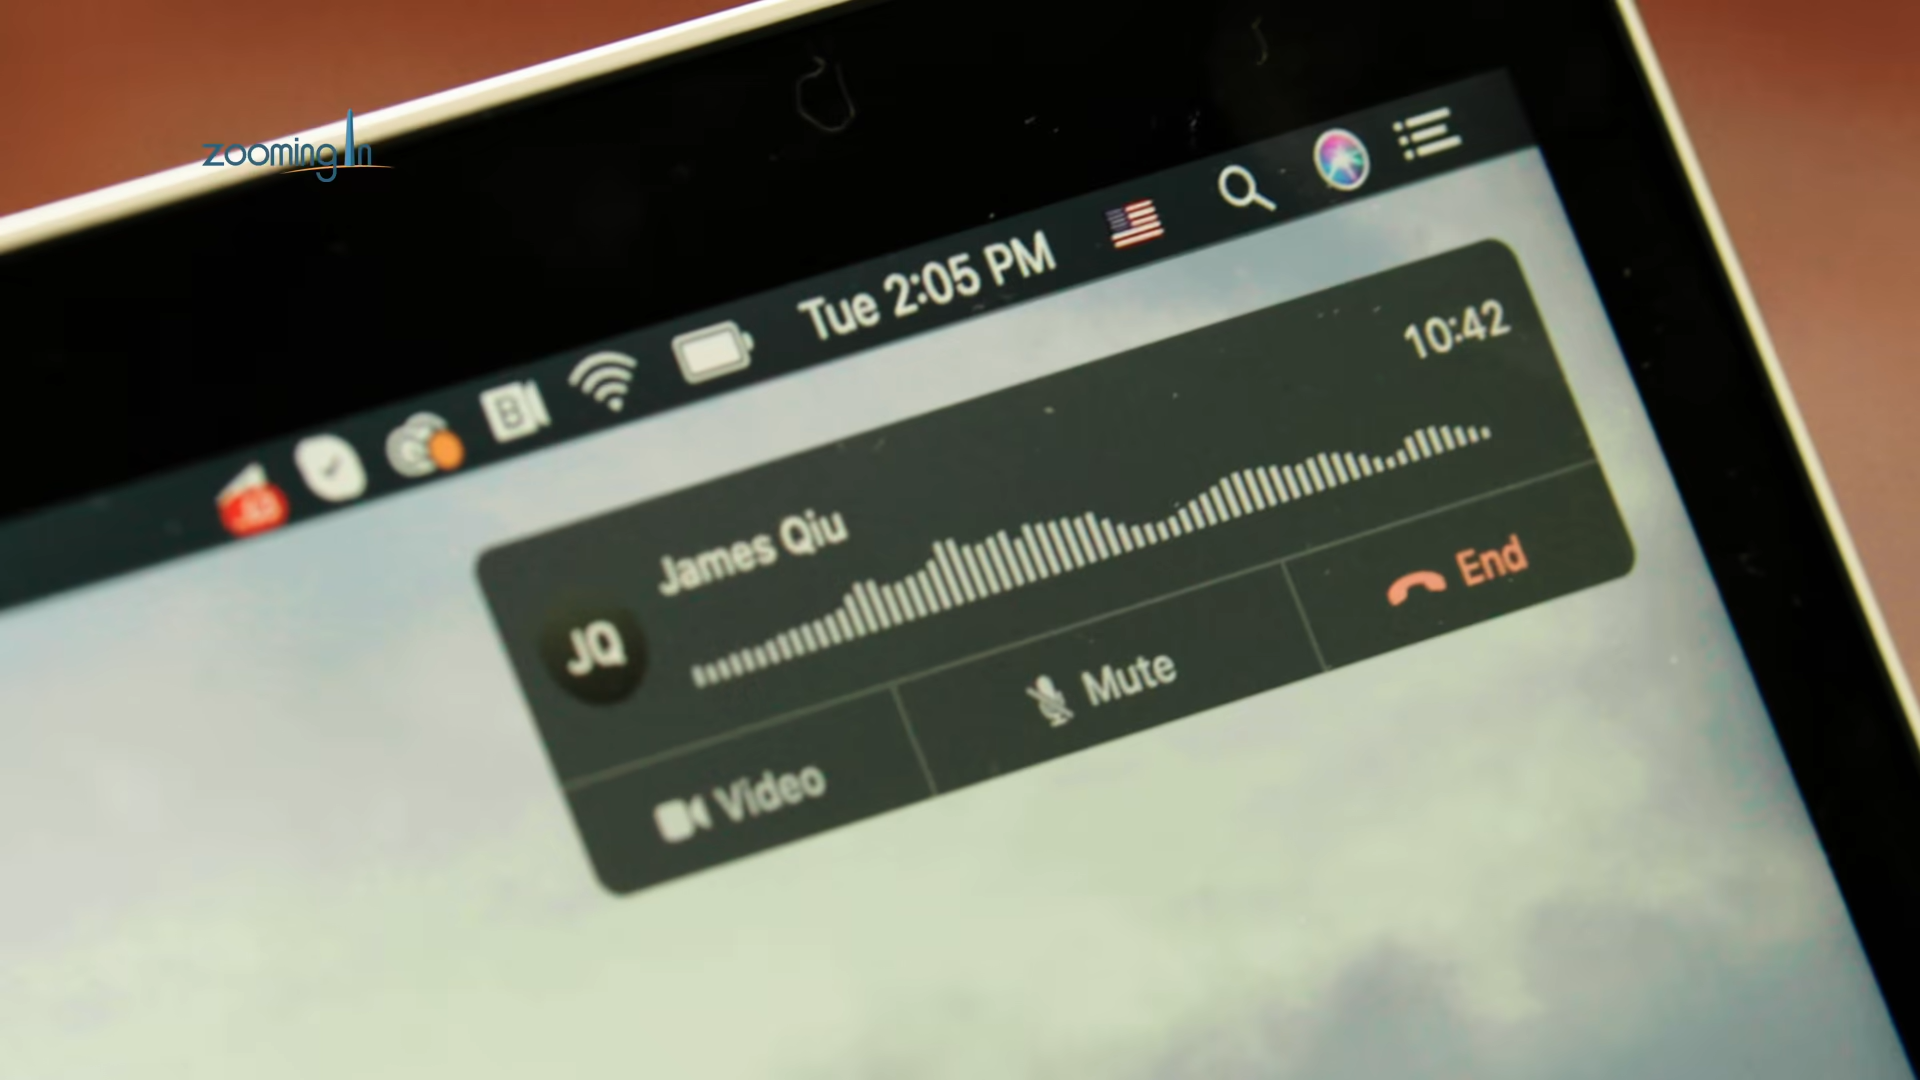 zooming In
Tue 2:05 PM
10:42
James Qiu
JQ
Video
Mute
End
B